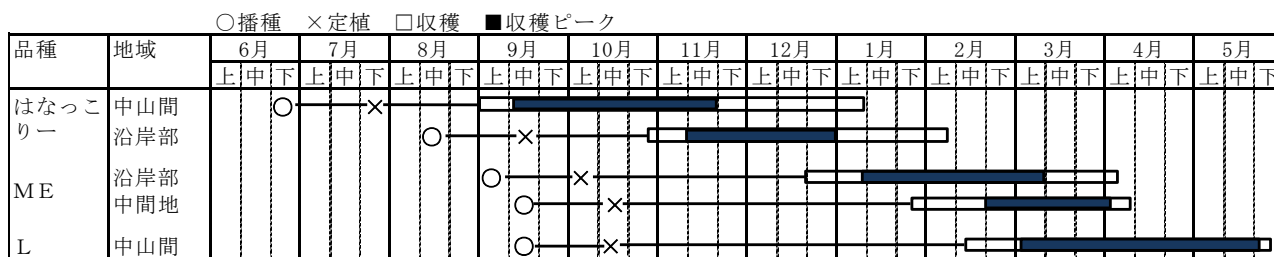 ○播種 ×定植 □収穫 ■収穫ピーク
品種 地域 6月 7月 8月 9月 10月 11月 12月 1月 2月 3月 4月 5月
上 中 下 上 中 下 上 中 下 上 中 下 上 中 下 上 中 下 上 中 下 上 中 下 上 中 下 上 中 下 上 中 下 上 中 下
はなっこ 中山間
りー 沿岸部
ME 沿岸部
中間地
L 中山間